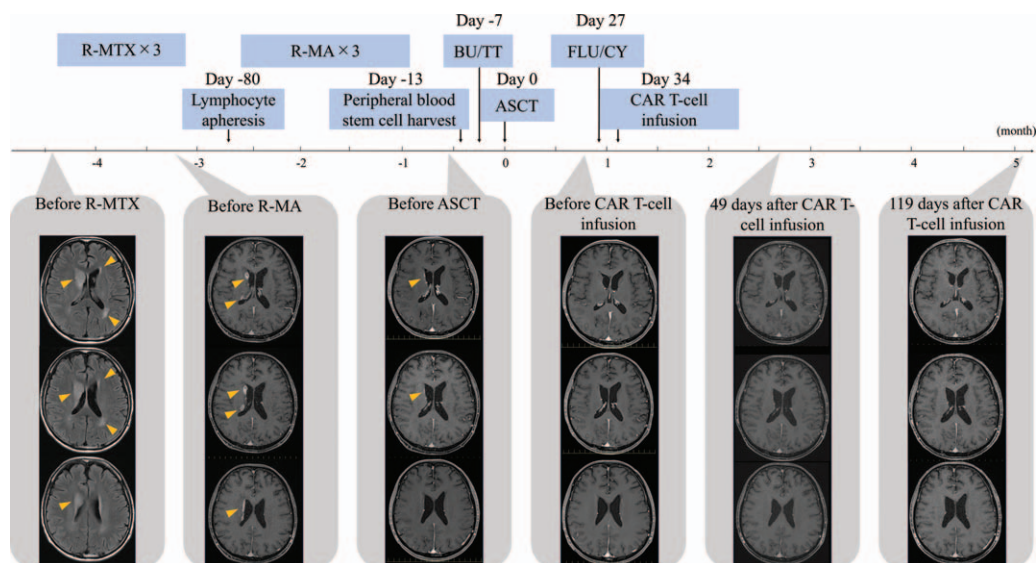 Day -7
Day 27
R-MTX × 3
R-MA × 3
BU/TT
FLU/CY
Day -80
Day -13
Day 0
Day 34
Lymphocyte
apheresis
Peripheral blood
stem cell harvest
ASCT
CAR T-cell
infusion
(month)
-4
-3
-2
-1
0
1
2
3
4
5
Before R-MTX
Before R-MA
Before ASCT
Before CAR T-cell
infusion
49 days after CAR T-
cell infusion
119 days after CAR
T-cell infusion